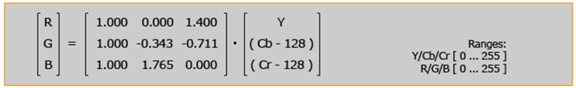 R 1.000 0.000 1.400 Y
G = 1.000 -0.343 -0.711 · ( Cb - 128 )
B 1.000 1.765 0.000 ( Cr - 128 )
Ranges:
Y/Cb/Cr [ 0 ... 255 ]
R/G/B [ 0 ... 255 ]